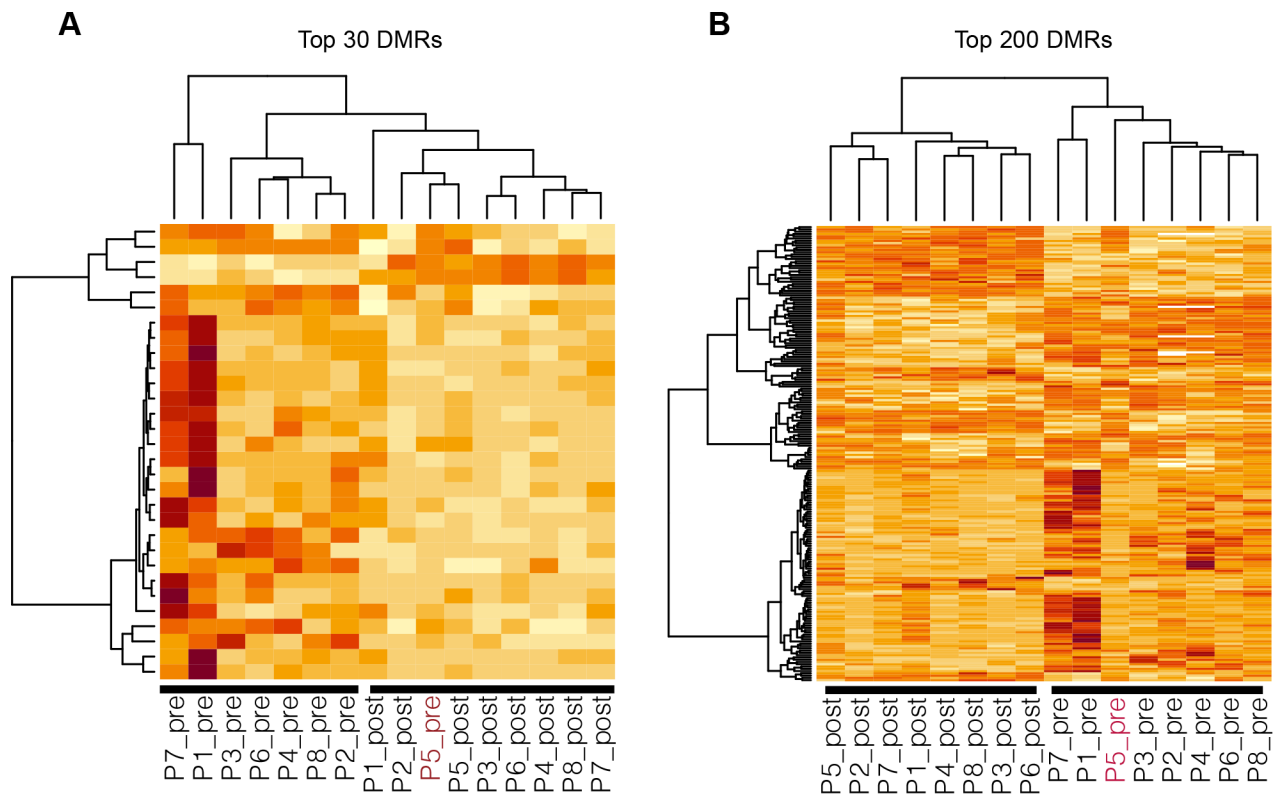 A
Top 30 DMRs
P7_pre
P1_pre
P3_pre
P6_pre
P4_pre
P8_pre
P2_pre
P1_post
P2_post
P5_pre
P5_post
P3_post
P6_post
P4_post
P8_post
P7_post
B
Top 200 DMRs
P5_post
P2_post
P7_post
P1_post
P4_post
P8_post
P3_post
P6_post
P7_pre
P1_pre
P5_pre
P3_pre
P2_pre
P4_pre
P6_pre
P8_pre